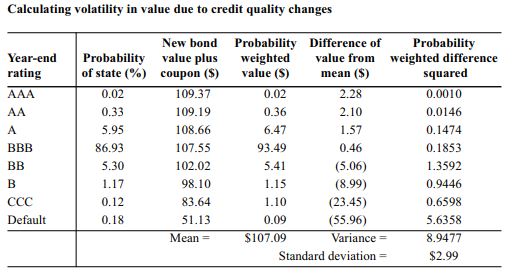 Calculating volatility in value due to credit quality changes
New bond Probability Difference of Probability
Year-end Probability value plus weighted value from weighted difference
rating of state (%) coupon ($) value ($) mean ($) squared
AAA 0.02 109.37 0.02 2.28 0.0010
AA 0.33 109.19 0.36 2.10 0.0146
A 5.95 108.66 6.47 1.57 0.1474
BBB 86.93 107.55 93.49 0.46 0.1853
BB 5.30 102.02 5.41 (5.06) 1.3592
B 1.17 98.10 1.15 (8.99) 0.9446
CCC 0.12 83.64 1.10 (23.45) 0.6598
Default 0.18 51.13 0.09 (55.96) 5.6358
Mean = $107.09 Variance = 8.9477
Standard deviation = $2.99